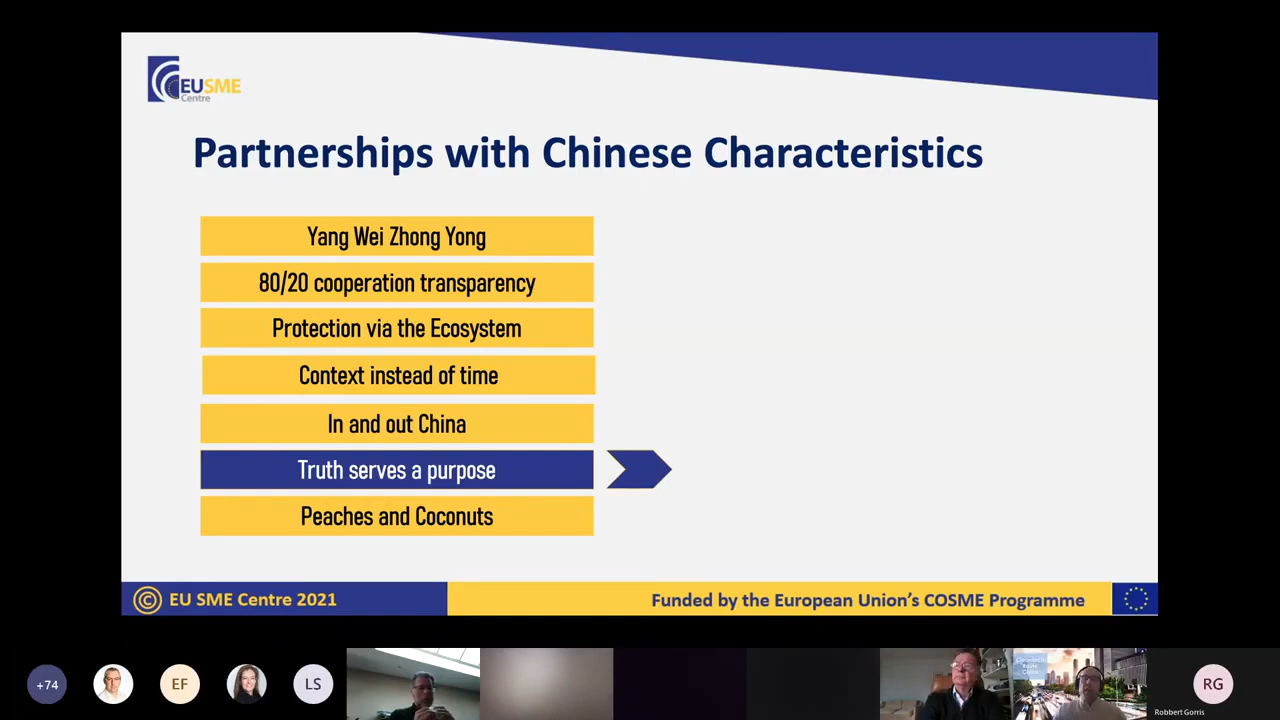 EUSME
Centre
Partnerships with Chinese Characteristics
Yang Wei Zhong Yong
80/20 cooperation transparency
Protection via the Ecosystem
Context instead of time
In and out China
Truth serves a purpose
Peaches and Coconuts
© EU SME Centre 2021
Funded by the European Union's COSME Programme
+74
EF
LS
RG
Robbert Gorris